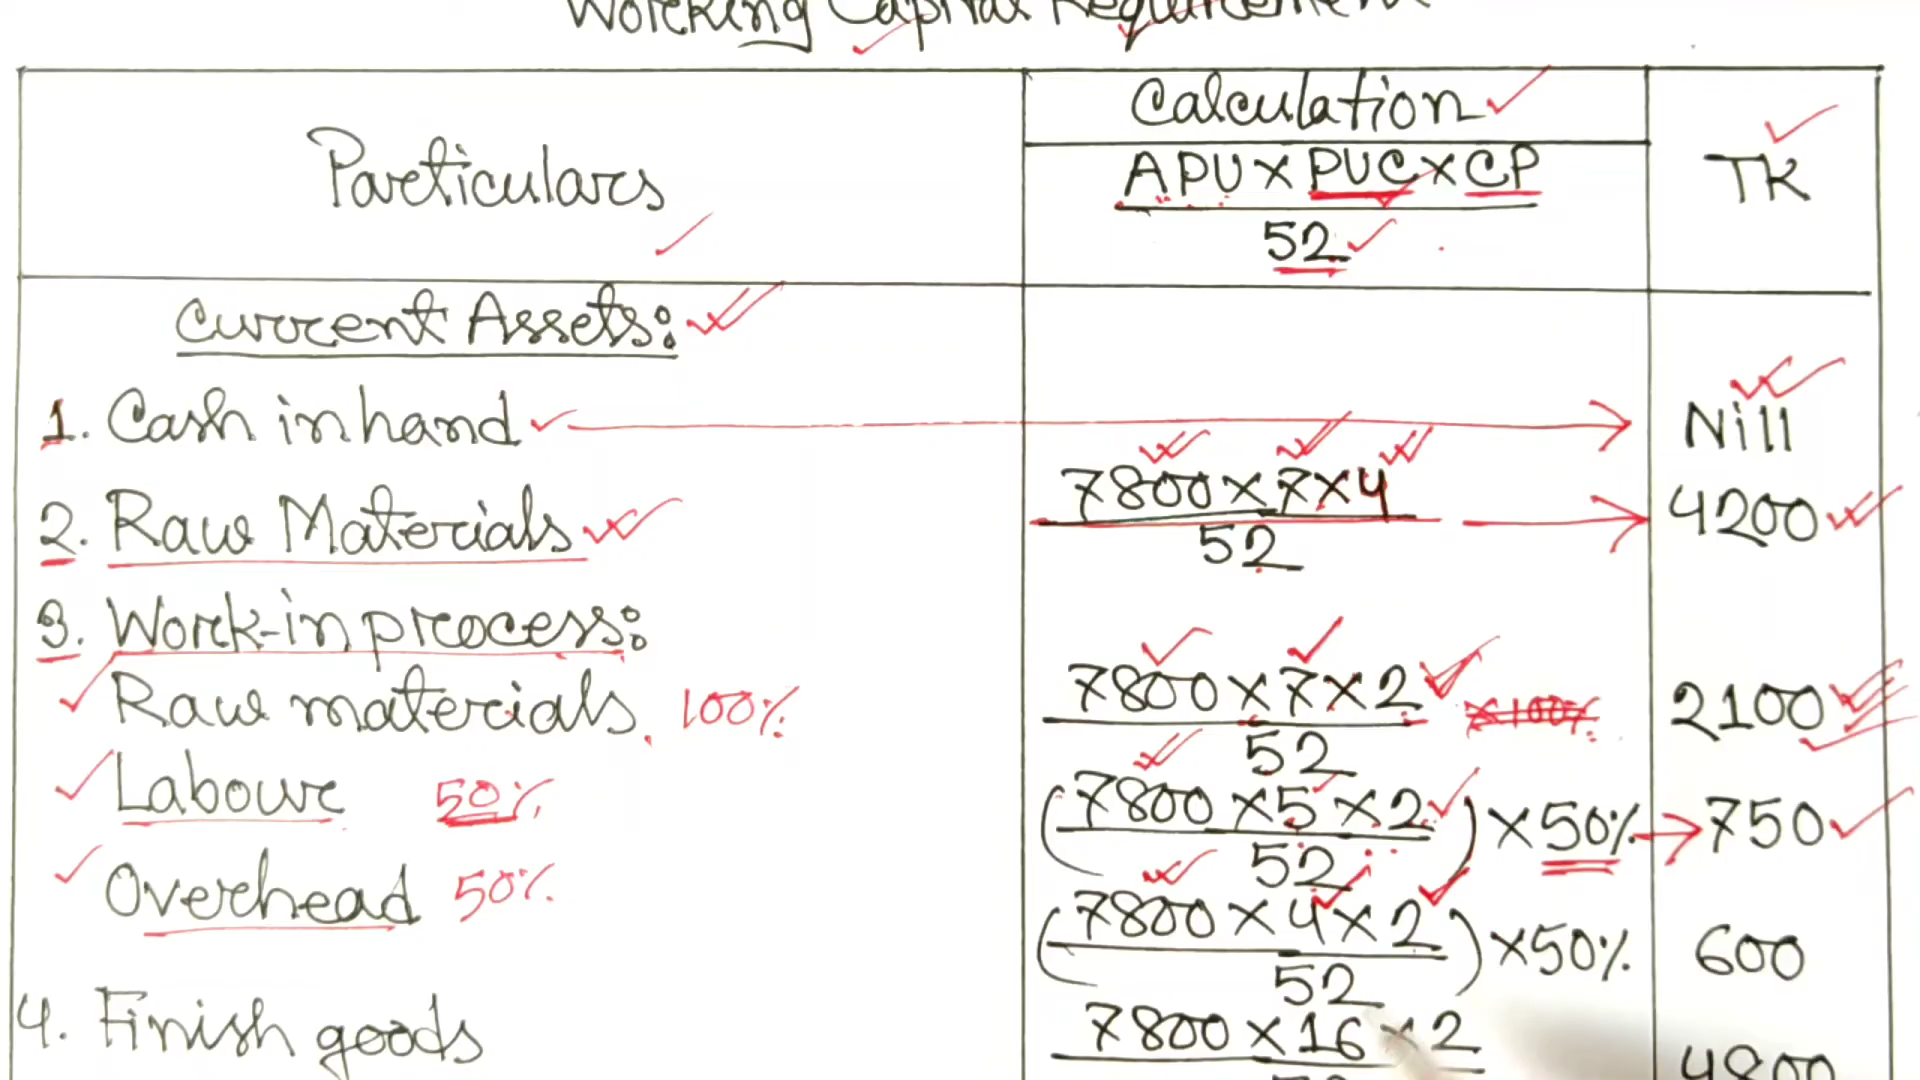 Working Capital Requirement
Particulars
Calculation
APU × PUC × CP
52
TK
Current Assets:
1. Cash in hand
Nill
2. Raw Materials
7800 × 7 × 4
52
4200
3. Work-in process:
Raw materials 100%
7800 × 7 × 2
52
2100
Labour 50%
(7800 × 5 × 2) × 50%
52
750
Overhead 50%
(7800 × 4 × 2) × 50%
52
600
4. Finish goods
7800 × 16 × 2
4800